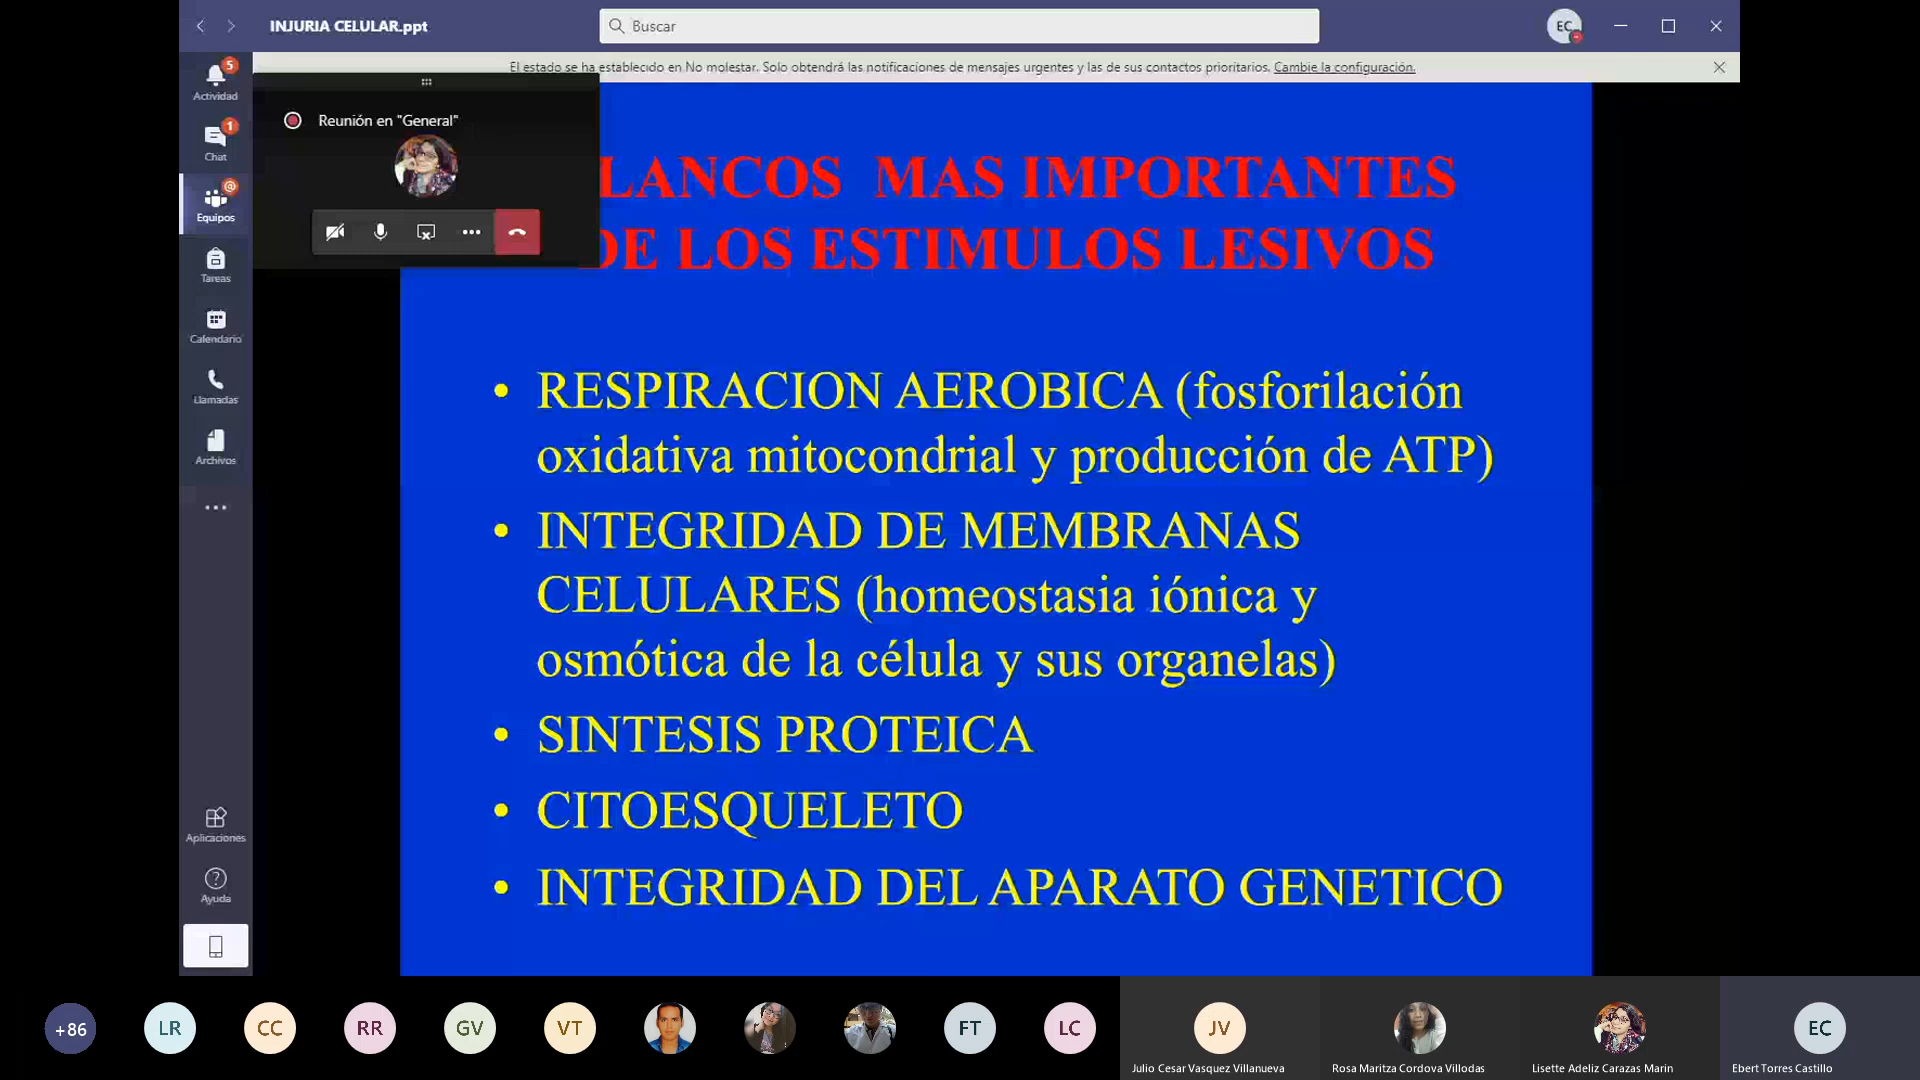 INJURIA CELULAR.ppt
Buscar
EC
El estado se ha establecido en No molestar. Solo obtendrá las notificaciones de mensajes urgentes y las de sus contactos prioritarios. Cambie la configuración.
5
Actividad
1
Chat
@
Equipos
Tareas
Calendario
Llamadas
Archivos
Aplicaciones
Ayuda
Reunión en "General"
LANCOS MAS IMPORTANTES
DE LOS ESTIMULOS LESIVOS
• RESPIRACION AEROBICA (fosforilación
oxidativa mitocondrial y producción de ATP)
• INTEGRIDAD DE MEMBRANAS
CELULARES (homeostasia iónica y
osmótica de la célula y sus organelas)
• SINTESIS PROTEICA
• CITOESQUELETO
• INTEGRIDAD DEL APARATO GENETICO
+86
LR
CC
RR
GV
VT
FT
LC
JV
EC
Julio Cesar Vasquez Villanueva
Rosa Maritza Cordova Villodas
Lisette Adeliz Carazas Marin
Ebert Torres Castillo